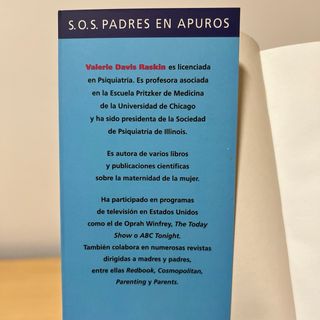 S.O.S. PADRES EN APUROS
Valerie Davis Raskin es licenciada
en Psiquiatría. Es profesora asociada
en la Escuela Pritzker de Medicina
de la Universidad de Chicago
y ha sido presidenta de la Sociedad
de Psiquiatría de Illinois.
Es autora de varios libros
y publicaciones científicas
sobre la maternidad de la mujer.
Ha participado en programas
de televisión en Estados Unidos
como el de Oprah Winfrey, The Today
Show o ABC Tonight.
También colabora en numerosas revistas
dirigidas a madres y padres,
entre ellas Redbook, Cosmopolitan,
Parenting y Parents.